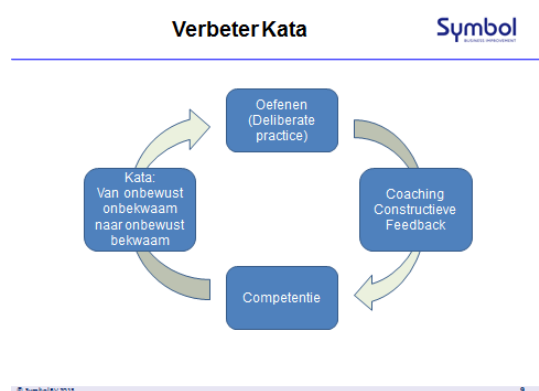 Verbeter Kata
Symbol
BUSINESS IMPROVEMENT
Oefenen
(Deliberate
practice)
Kata:
Van onbewust
onbekwaam
naar onbewust
bekwaam
Coaching
Constructieve
Feedback
Competentie